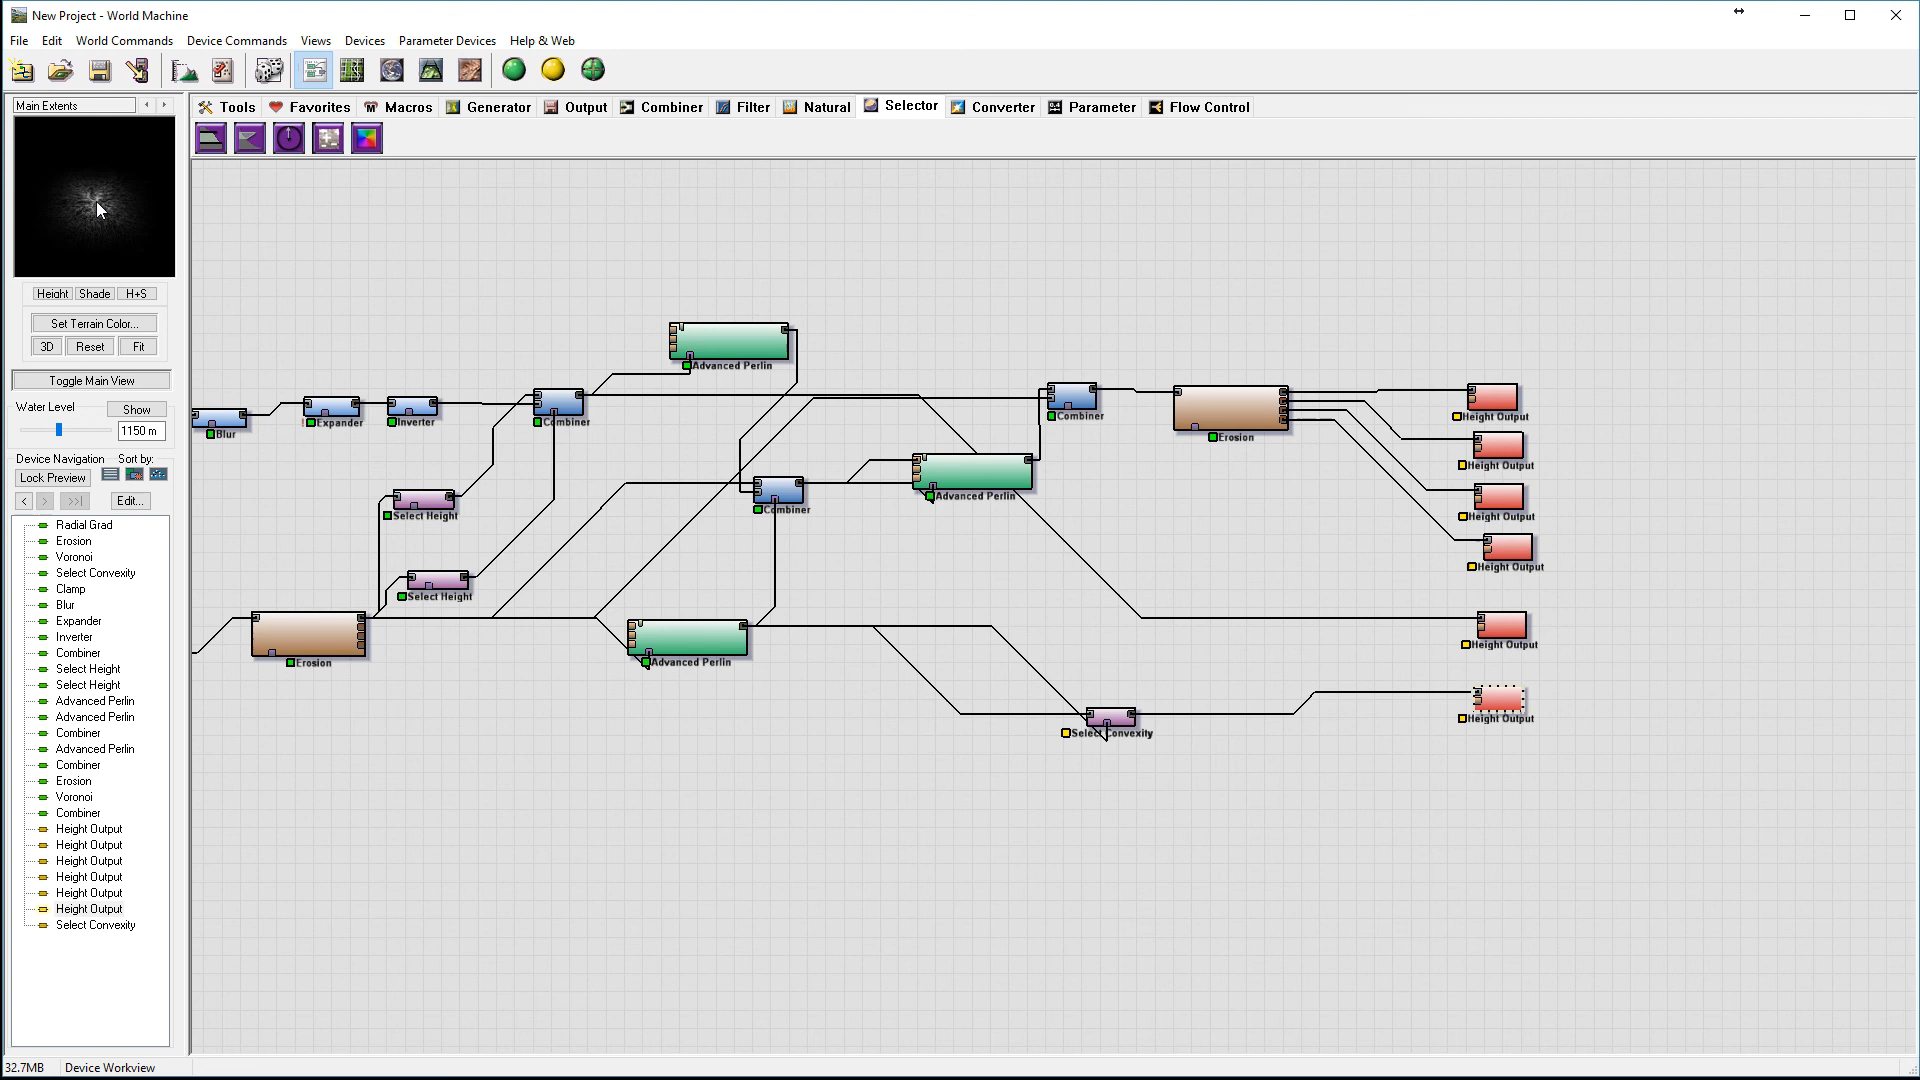 New Project - World Machine
File Edit World Commands Device Commands Views Devices Parameter Devices Help & Web
Main Extents
Tools Favorites Macros Generator Output Combiner Filter Natural Selector Converter Parameter Flow Control
Height Shade H+S
Set Terrain Color...
3D Reset Fit
Toggle Main View
Water Level Show
1150 m
Device Navigation Sort by:
Lock Preview
< > >>| Edit...
Radial Grad
Erosion
Voronoi
Select Convexity
Clamp
Blur
Expander
Inverter
Combiner
Select Height
Select Height
Advanced Perlin
Advanced Perlin
Combiner
Advanced Perlin
Combiner
Erosion
Voronoi
Combiner
Height Output
Height Output
Height Output
Height Output
Height Output
Height Output
Select Convexity
Advanced Perlin
Blur
! Expander
Inverter
Combiner
Combiner
Erosion
Height Output
Height Output
Select Height
Combiner
Advanced Perlin
Height Output
Height Output
Select Height
Erosion
Advanced Perlin
Height Output
Select Convexity
Height Output
32.7MB Device Workview